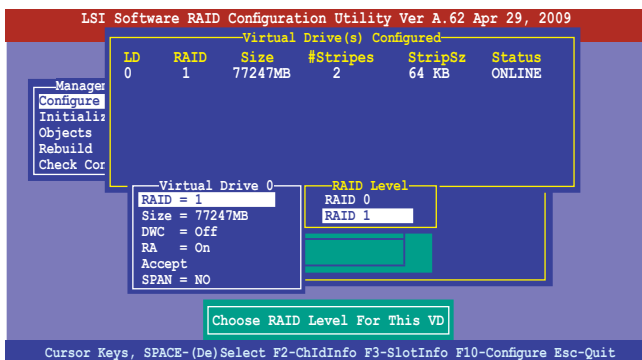 LSI Software RAID Configuration Utility Ver A.62 Apr 29, 2009
Virtual Drive(s) Configured
LD RAID Size #Stripes StripSz Status
0 1 77247MB 2 64 KB ONLINE
Managem
Configure
Initializ
Objects
Rebuild
Check Con
Virtual Drive 0
RAID = 1
Size = 77247MB
DWC = Off
RA = On
Accept
SPAN = NO
RAID Level
RAID 0
RAID 1
Choose RAID Level For This VD
Cursor Keys, SPACE-(De)Select F2-ChIdInfo F3-SlotInfo F10-Configure Esc-Quit